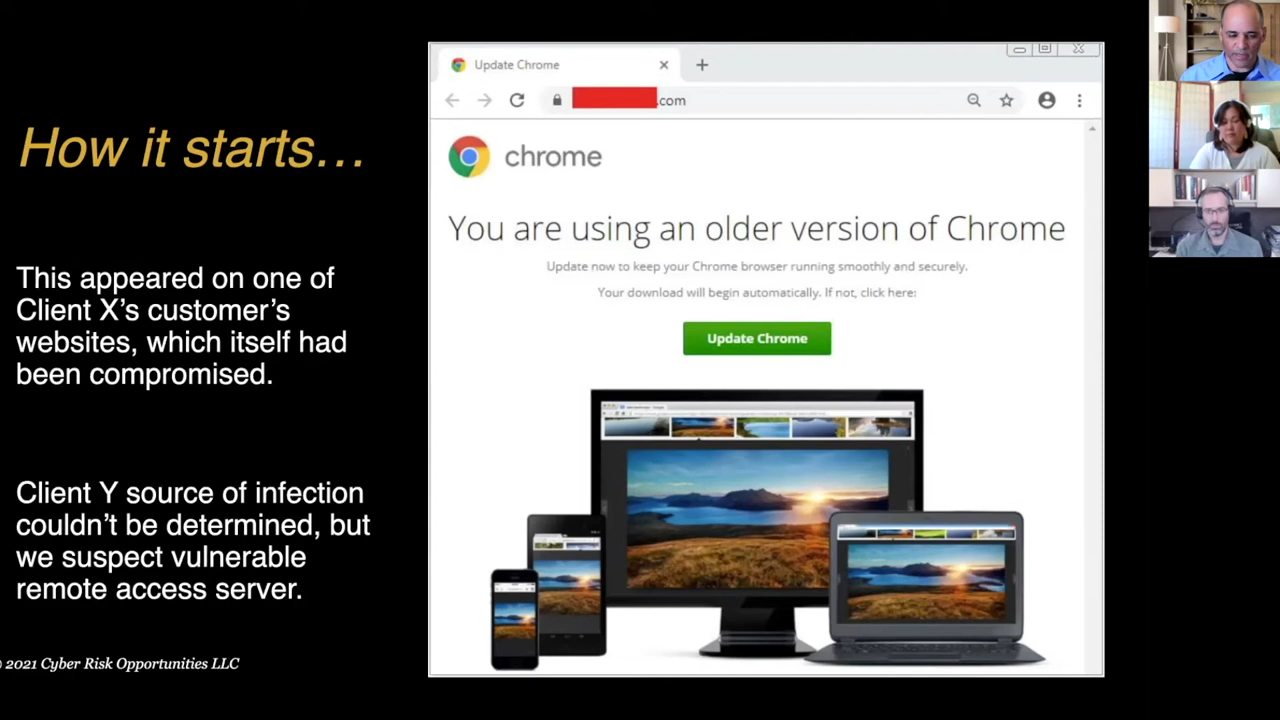 How it starts…
This appeared on one of
Client X’s customer’s
websites, which itself had
been compromised.
Client Y source of infection
couldn’t be determined, but
we suspect vulnerable
remote access server.
© 2021 Cyber Risk Opportunities LLC
Update Chrome
.com
chrome
You are using an older version of Chrome
Update now to keep your Chrome browser running smoothly and securely.
Your download will begin automatically. If not, click here:
Update Chrome